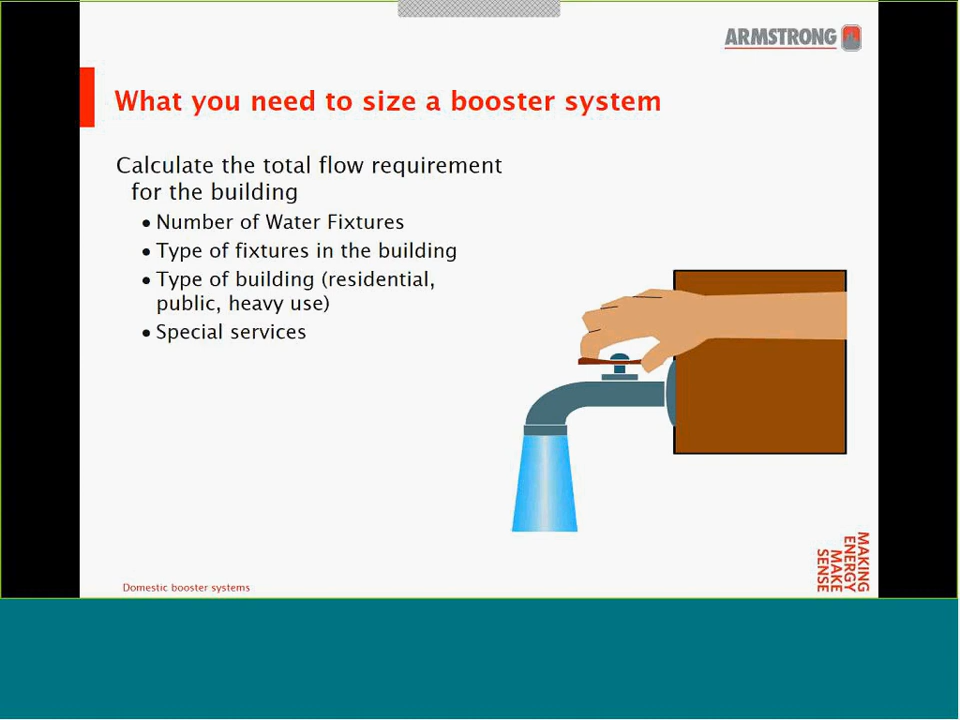 ARMSTRONG
What you need to size a booster system
Calculate the total flow requirement
for the building
• Number of Water Fixtures
• Type of fixtures in the building
• Type of building (residential,
public, heavy use)
• Special services
MAKING
ENERGY
MAKE
SENSE
Domestic booster systems